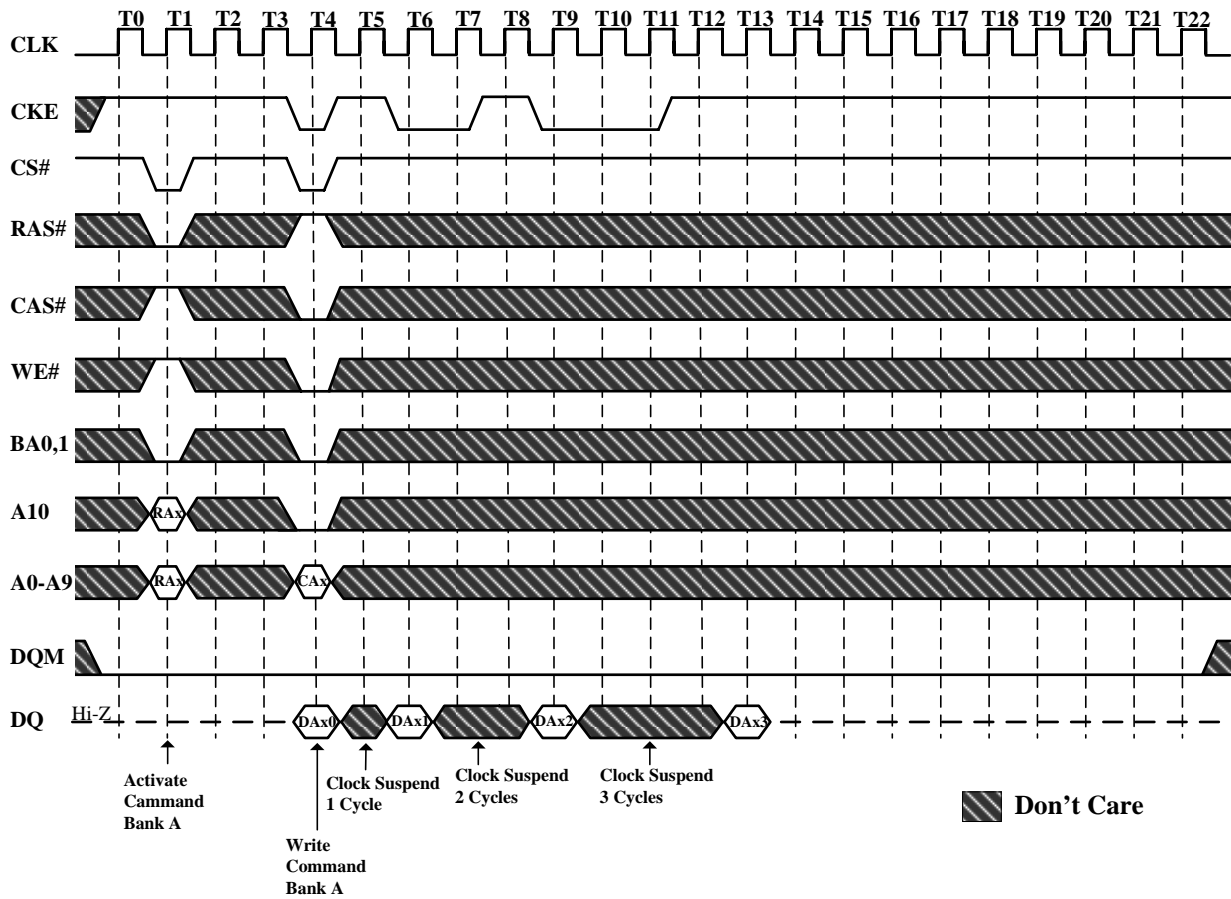 T0 T1 T2 T3 T4 T5 T6 T7 T8 T9 T10 T11 T12 T13 T14 T15 T16 T17 T18 T19 T20 T21 T22
CLK
CKE
CS#
RAS#
CAS#
WE#
BA0,1
A10
RAx
A0-A9
RAx
CAx
DQM
DQ
Hi-Z
DAx0
DAx1
DAx2
DAx3
Activate
Cammand
Bank A
Write
Command
Bank A
Clock Suspend
1 Cycle
Clock Suspend
2 Cycles
Clock Suspend
3 Cycles
Don't Care